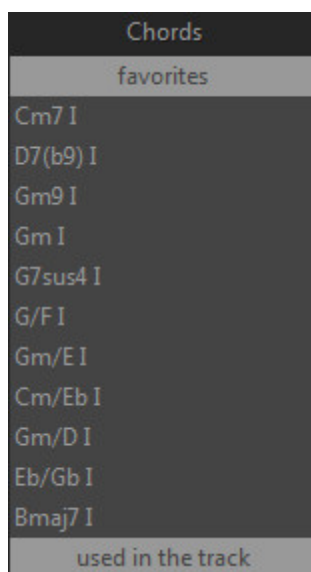 Chords
favorites
Cm7 I
D7(b9) I
Gm9 I
Gm I
G7sus4 I
G/F I
Gm/E I
Cm/Eb I
Gm/D I
Eb/Gb I
Bmaj7 I
used in the track